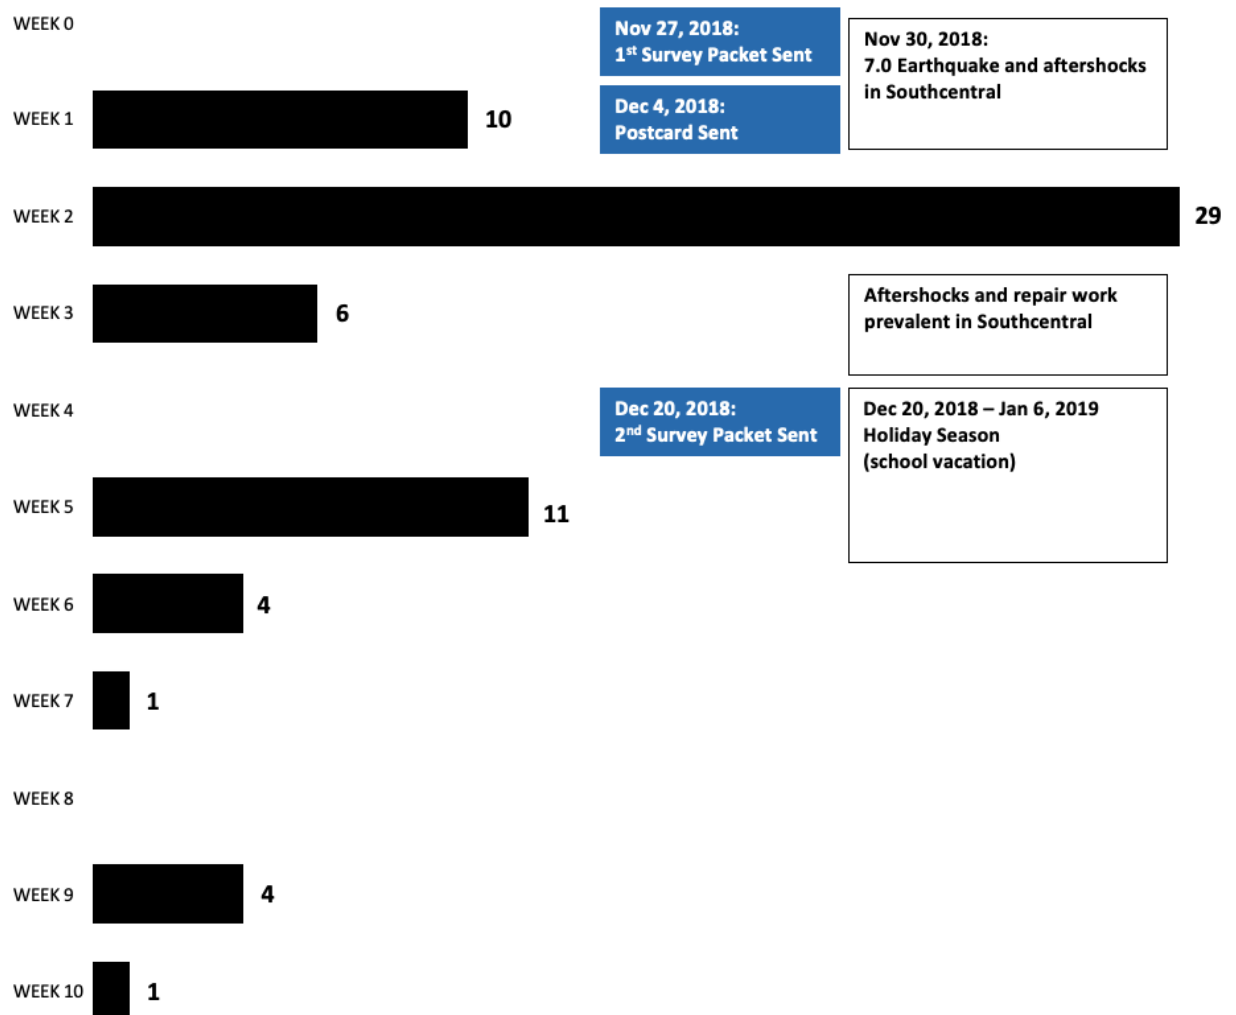 WEEK 0
Nov 27, 2018:
1st Survey Packet Sent
Nov 30, 2018:
7.0 Earthquake and aftershocks
in Southcentral
WEEK 1
10
Dec 4, 2018:
Postcard Sent
WEEK 2
29
WEEK 3
6
Aftershocks and repair work
prevalent in Southcentral
WEEK 4
Dec 20, 2018:
2nd Survey Packet Sent
Dec 20, 2018 – Jan 6, 2019
Holiday Season
(school vacation)
WEEK 5
11
WEEK 6
4
WEEK 7
1
WEEK 8
WEEK 9
4
WEEK 10
1